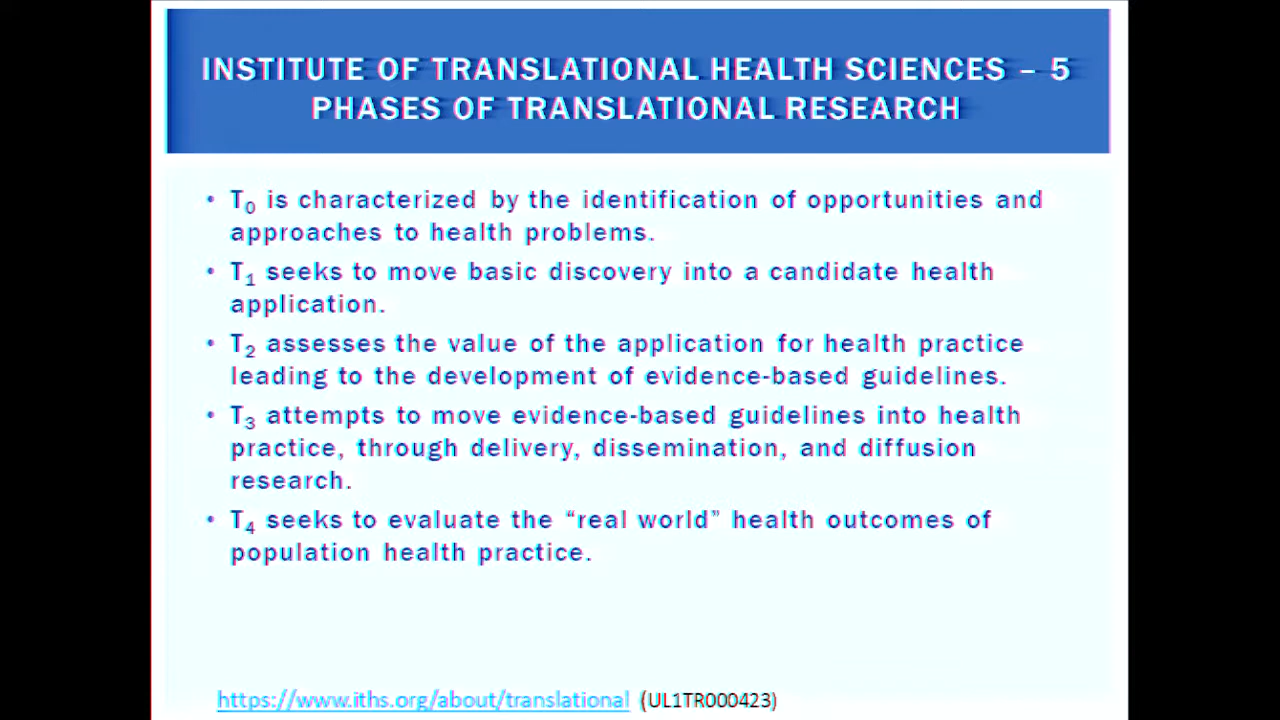 INSTITUTE OF TRANSLATIONAL HEALTH SCIENCES – 5
PHASES OF TRANSLATIONAL RESEARCH
• T₀ is characterized by the identification of opportunities and
approaches to health problems.
• T₁ seeks to move basic discovery into a candidate health
application.
• T₂ assesses the value of the application for health practice
leading to the development of evidence-based guidelines.
• T₃ attempts to move evidence-based guidelines into health
practice, through delivery, dissemination, and diffusion
research.
• T₄ seeks to evaluate the “real world” health outcomes of
population health practice.
https://www.iths.org/about/translational (UL1TR000423)